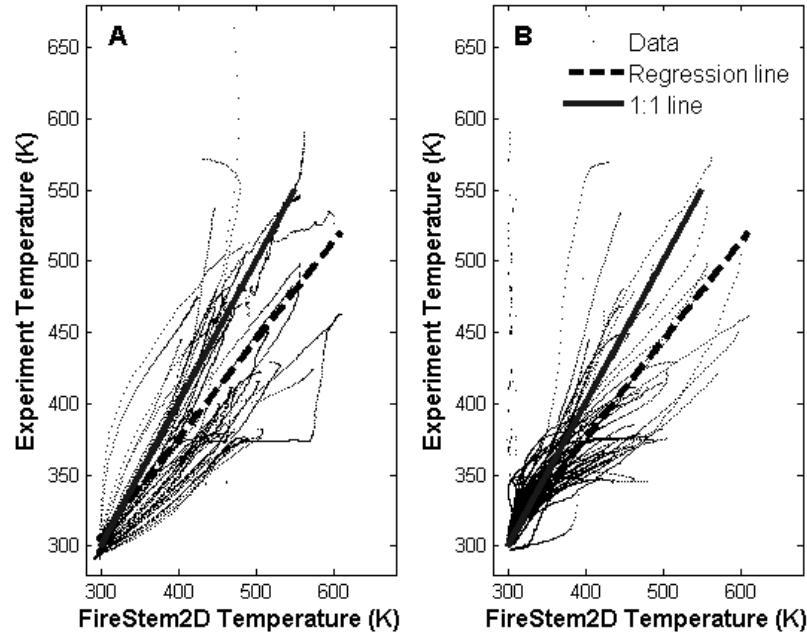 A
650
600
550
500
450
400
350
300
300 400 500 600
Experiment Temperature (K)
FireStem2D Temperature (K)
B
Data
Regression line
1:1 line
650
600
550
500
450
400
350
300
300 400 500 600
Experiment Temperature (K)
FireStem2D Temperature (K)